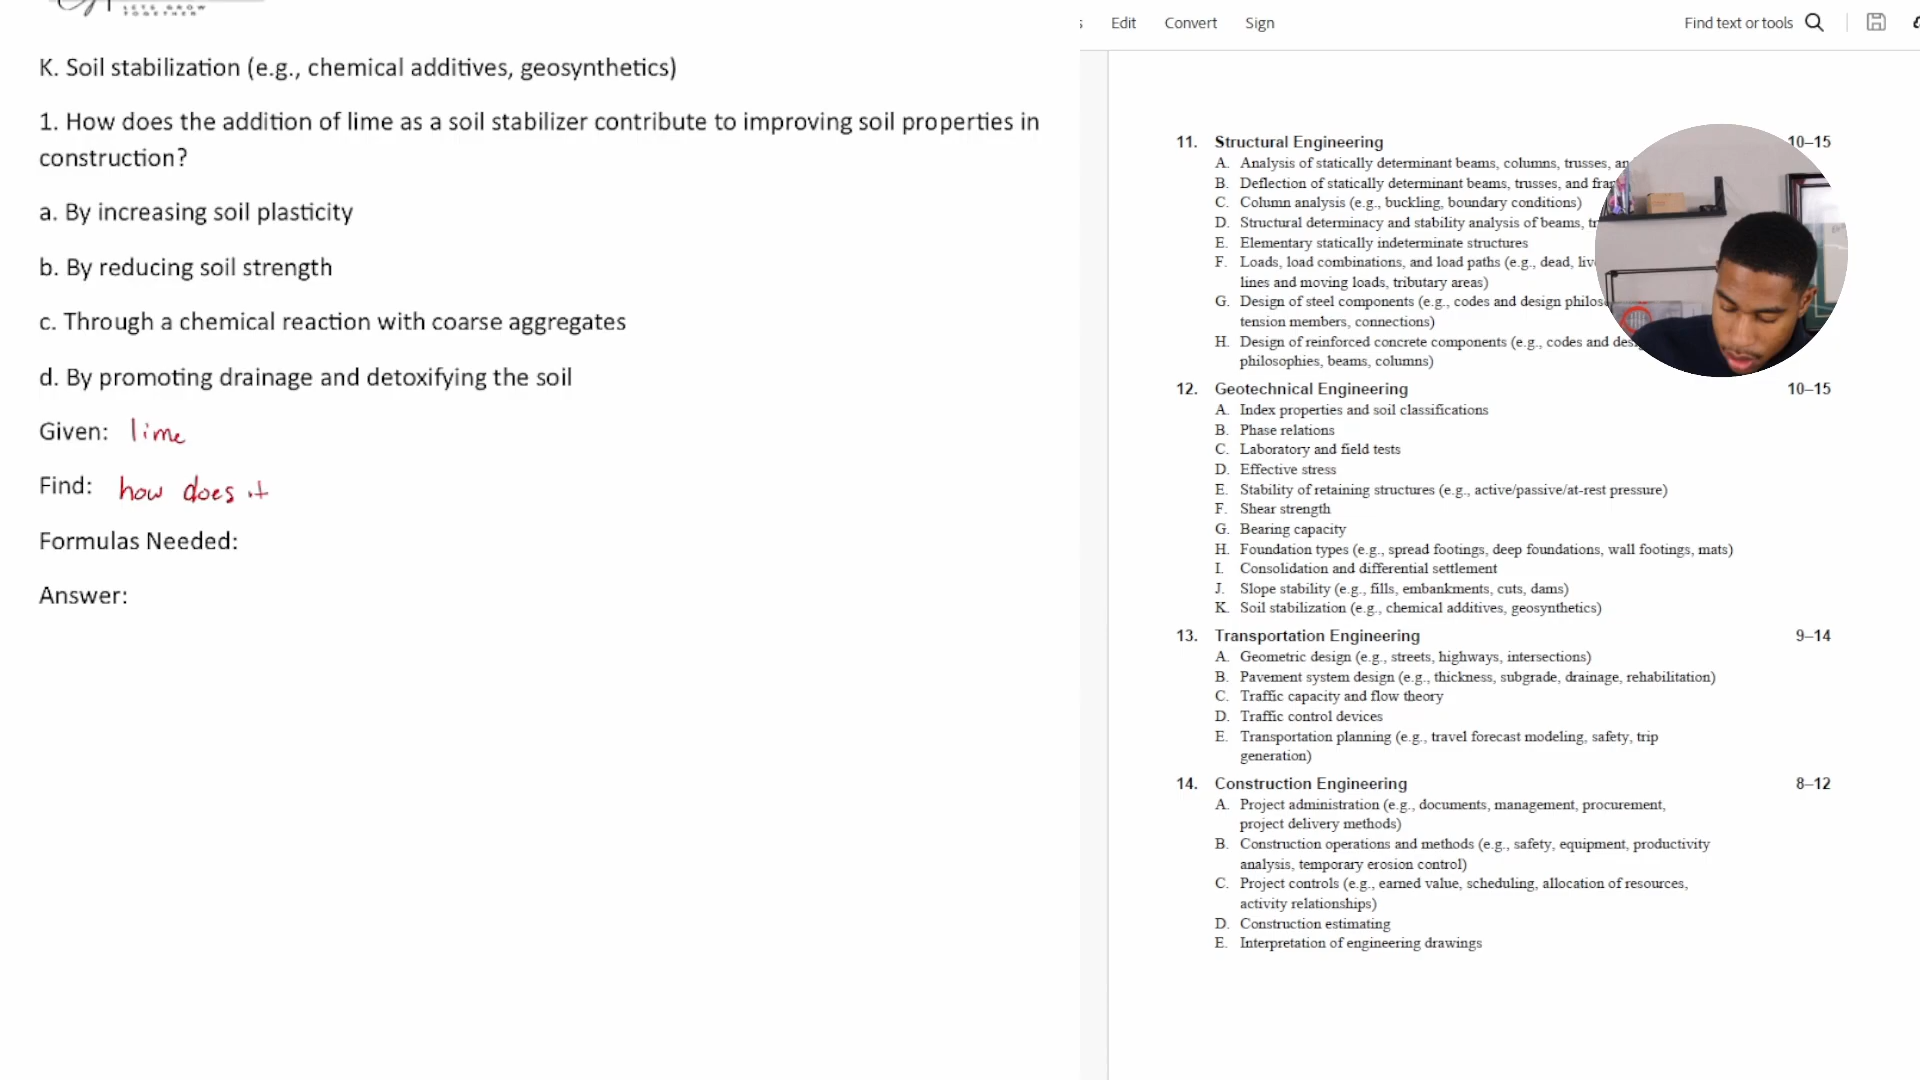 LETS GROW
TOGETHER
K. Soil stabilization (e.g., chemical additives, geosynthetics)
1. How does the addition of lime as a soil stabilizer contribute to improving soil properties in
construction?
a. By increasing soil plasticity
b. By reducing soil strength
c. Through a chemical reaction with coarse aggregates
d. By promoting drainage and detoxifying the soil
Given: lime
Find: how does it
Formulas Needed:
Answer:
Edit Convert Sign
Find text or tools
11. Structural Engineering 10–15
A. Analysis of statically determinant beams, columns, trusses,
B. Deflection of statically determinant beams, trusses, and
C. Column analysis (e.g., buckling, boundary conditions)
D. Structural determinacy and stability analysis of beams,
E. Elementary statically indeterminate structures
F. Loads, load combinations, and load paths (e.g., dead,
lines and moving loads, tributary areas)
G. Design of steel components (e.g., codes and design
tension members, connections)
H. Design of reinforced concrete components (e.g., codes and
philosophies, beams, columns)
12. Geotechnical Engineering 10–15
A. Index properties and soil classifications
B. Phase relations
C. Laboratory and field tests
D. Effective stress
E. Stability of retaining structures (e.g., active/passive/at-rest pressure)
F. Shear strength
G. Bearing capacity
H. Foundation types (e.g., spread footings, deep foundations, wall footings, mats)
I. Consolidation and differential settlement
J. Slope stability (e.g., fills, embankments, cuts, dams)
K. Soil stabilization (e.g., chemical additives, geosynthetics)
13. Transportation Engineering 9–14
A. Geometric design (e.g., streets, highways, intersections)
B. Pavement system design (e.g., thickness, subgrade, drainage, rehabilitation)
C. Traffic capacity and flow theory
D. Traffic control devices
E. Transportation planning (e.g., travel forecast modeling, safety, trip
generation)
14. Construction Engineering 8–12
A. Project administration (e.g., documents, management, procurement,
project delivery methods)
B. Construction operations and methods (e.g., safety, equipment, productivity
analysis, temporary erosion control)
C. Project controls (e.g., earned value, scheduling, allocation of resources,
activity relationships)
D. Construction estimating
E. Interpretation of engineering drawings